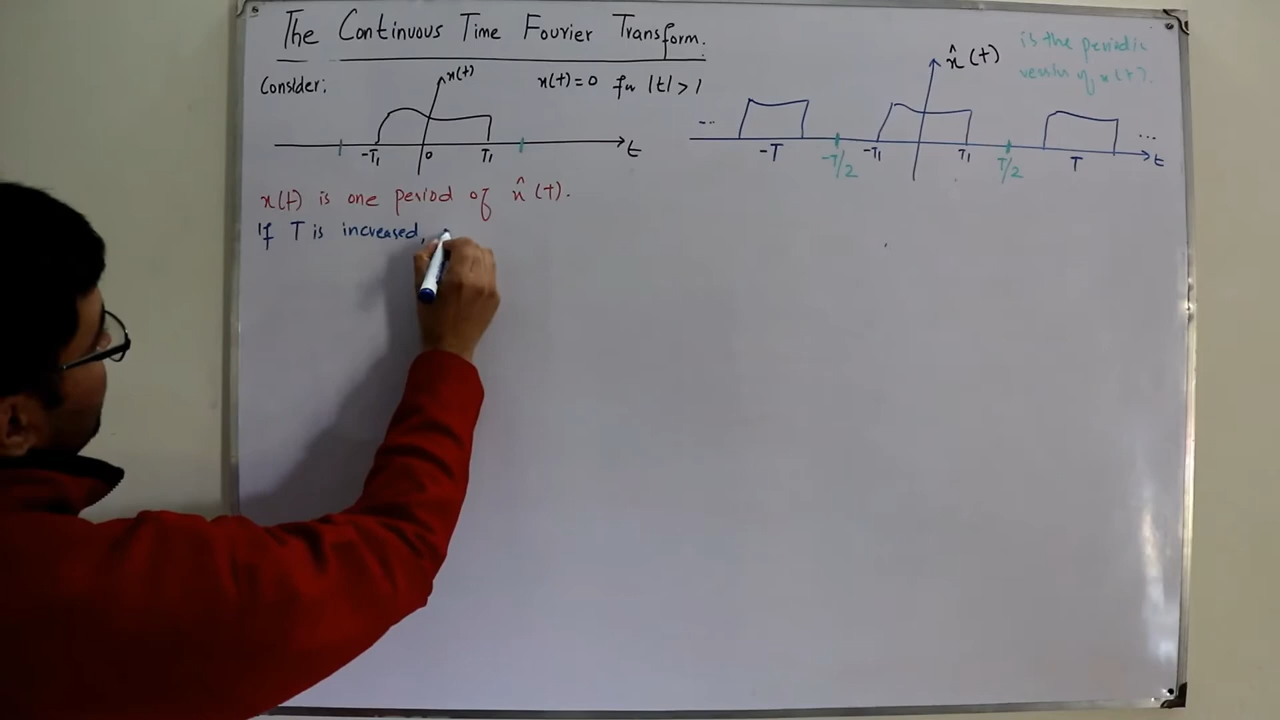 The Continuous Time Fourier Transform.
Consider:
x(t)
x(t)=0 for |t|>1
-T₁ 0 T₁ t
x̂(t)
is the periodic
version of x(t).
... -T -T/2 -T₁ T₁ T/2 T ... t
x(t) is one period of x̂(t).
If T is increased,